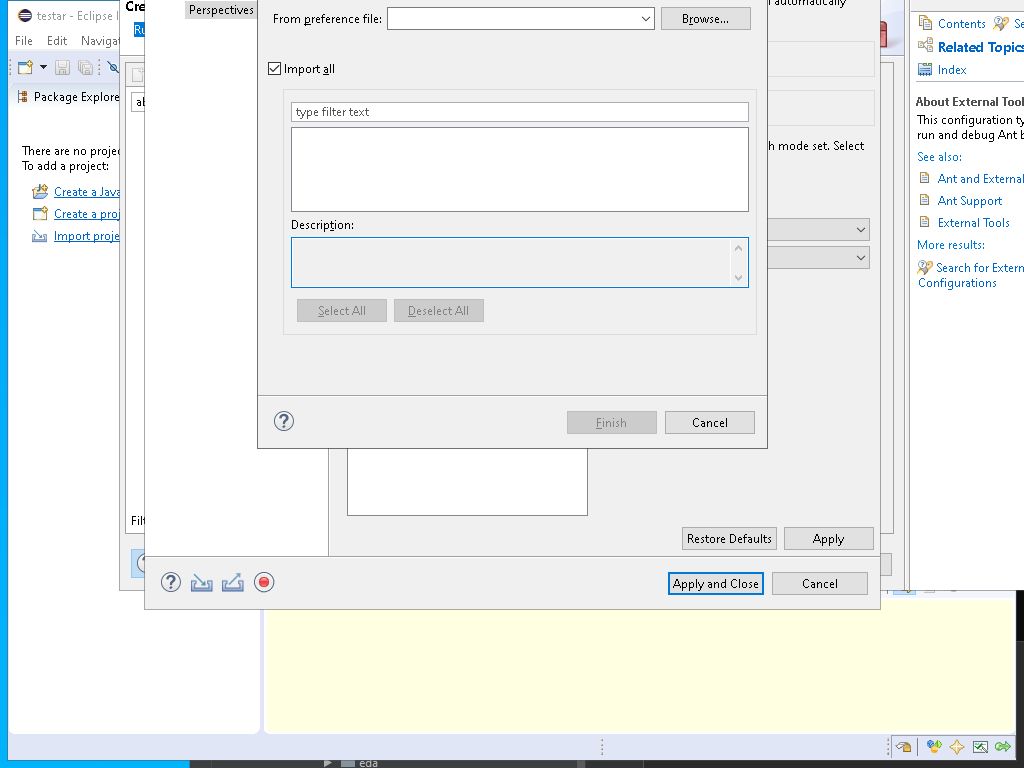 testar - Eclipse I
File Edit Navigat
Package Explore
There are no projec
To add a project:
Create a Java
Create a proj
Import proje
Cre
Ru
ab
Filt
Perspectives
From preference file:
Browse...
Import all
type filter text
Description:
Select All
Deselect All
Finish
Cancel
automatically
h mode set. Select
Restore Defaults
Apply
Apply and Close
Cancel
Contents
Se
Related Topics
Index
About External Tool
This configuration ty
run and debug Ant b
See also:
Ant and External
Ant Support
External Tools
More results:
Search for Extern
Configurations
eda